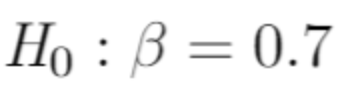 H₀ : β = 0.7